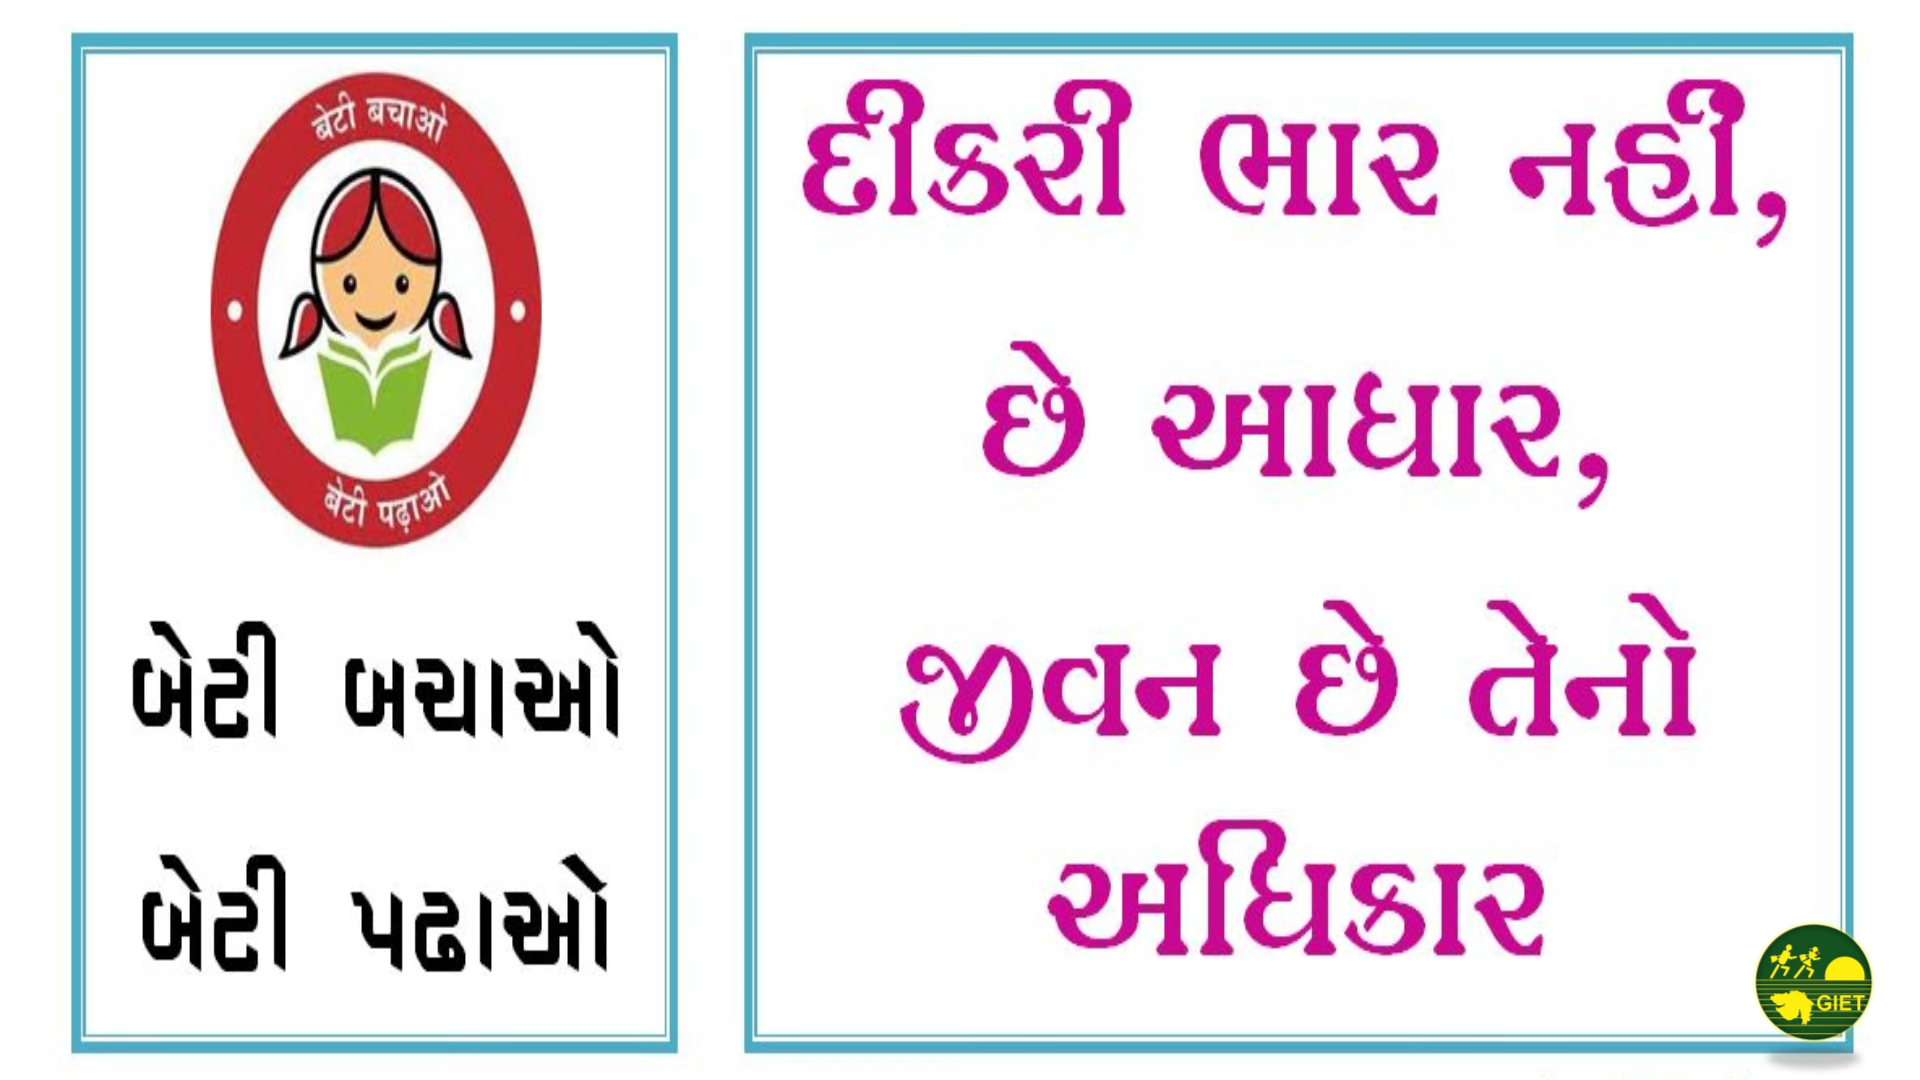 बेटी बचाओ
बेटी पढ़ाओ
બેટી બચાઓ
બેટી પઢાઓ
દીકરી ભાર નહીં,
છે આધાર,
જીવન છે તેનો
અધિકાર
GIET